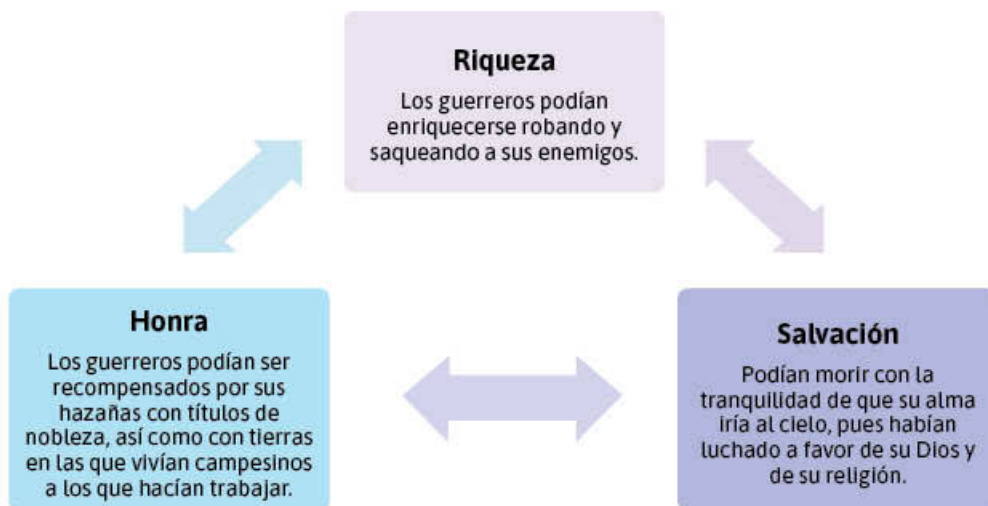 Riqueza
Los guerreros podían
enriquecerse robando y
saqueando a sus enemigos.
Honra
Los guerreros podían ser
recompensados por sus
hazañas con títulos de
nobleza, así como con tierras
en las que vivían campesinos
a los que hacían trabajar.
Salvación
Podían morir con la
tranquilidad de que su alma
iría al cielo, pues habían
luchado a favor de su Dios y
de su religión.